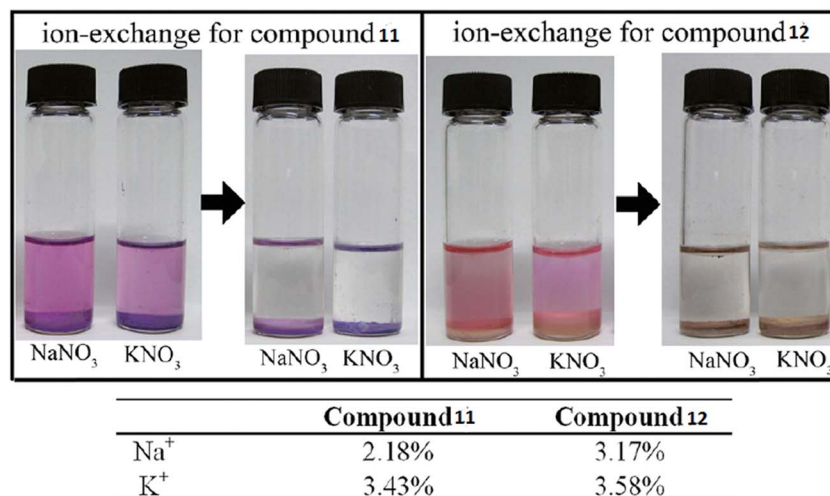 ion-exchange for compound 11
ion-exchange for compound 12
NaNO3 KNO3 NaNO3 KNO3
NaNO3 KNO3 NaNO3 KNO3
Compound 11 Compound 12
Na+ 2.18% 3.17%
K+ 3.43% 3.58%